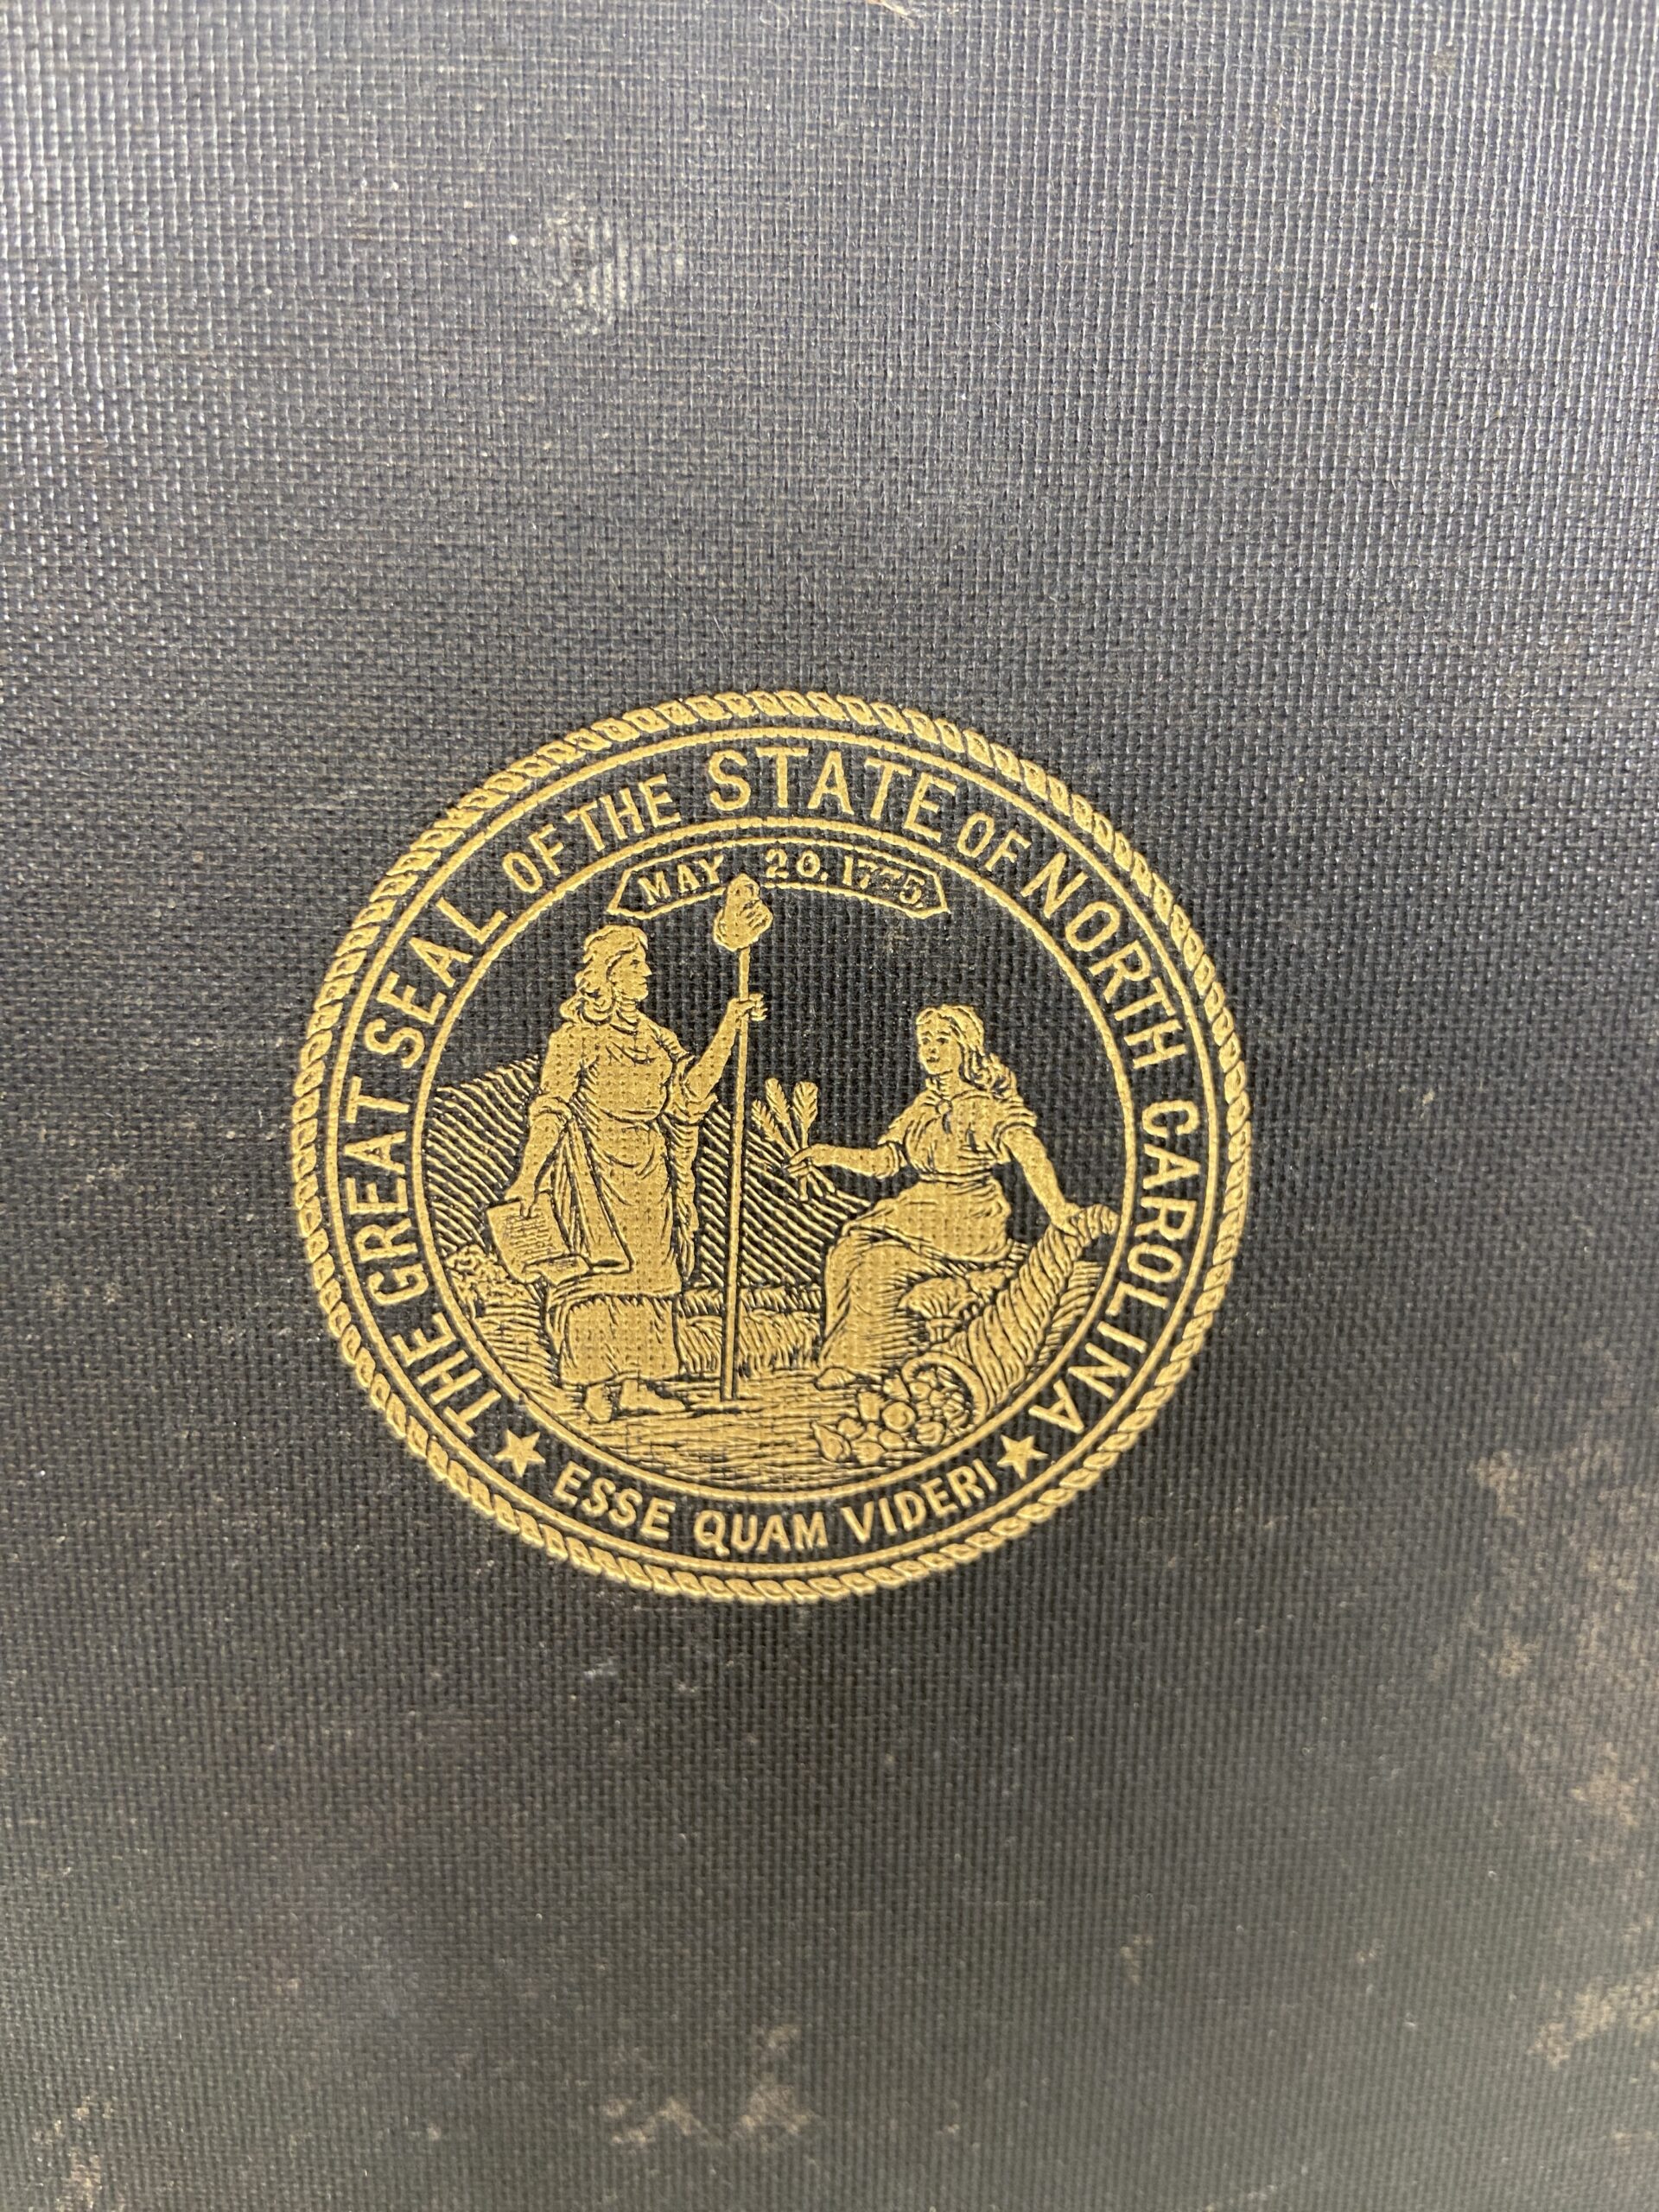 THE GREAT SEAL OF THE STATE OF NORTH CAROLINA
MAY 20, 1775
ESSE QUAM VIDERI